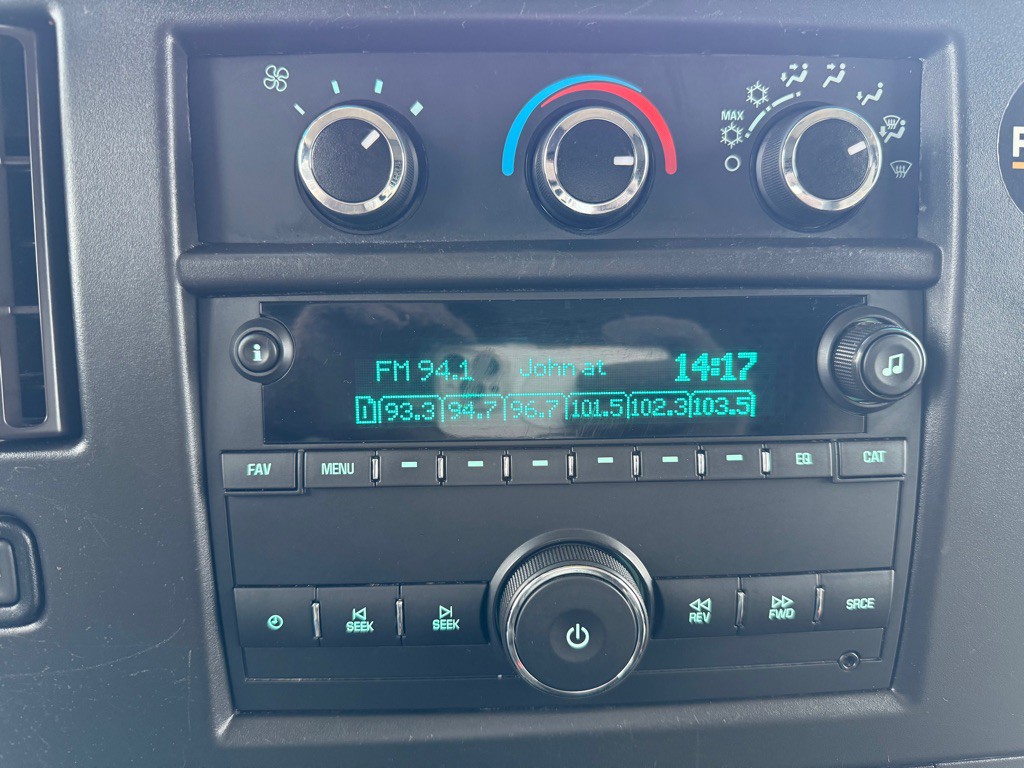 MAX
FM 94.1 John at 14:17
1 93.3 94.7 96.7 101.5 102.3 103.5
FAV MENU EQ CAT
SEEK SEEK REV FWD SRCE